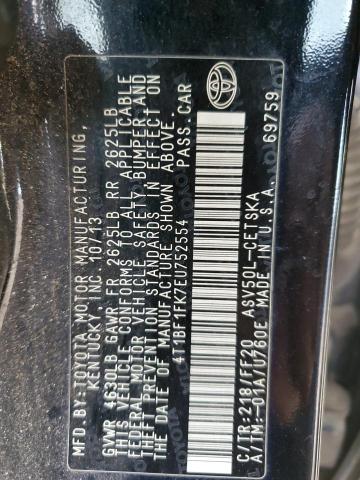 MFD.BY:TOYOTA MOTOR MANUFACTURING,
KENTUCKY, INC. 10/13
GVWR 4630LB GAWR FR 2625LB RR 2625LB
THIS VEHICLE CONFORMS TO ALL APPLICABLE
FEDERAL MOTOR VEHICLE SAFETY,BUMPER AND
THEFT PREVENTION STANDARDS IN EFFECT ON
THE DATE OF MANUFACTURE SHOWN ABOVE.
4T1BF1FK7EU752554 PASS.CAR
C/TR:218/FF20 ASV50L-CETSKA
A/TM:-01A/U760E MADE IN U.S.A.
69759